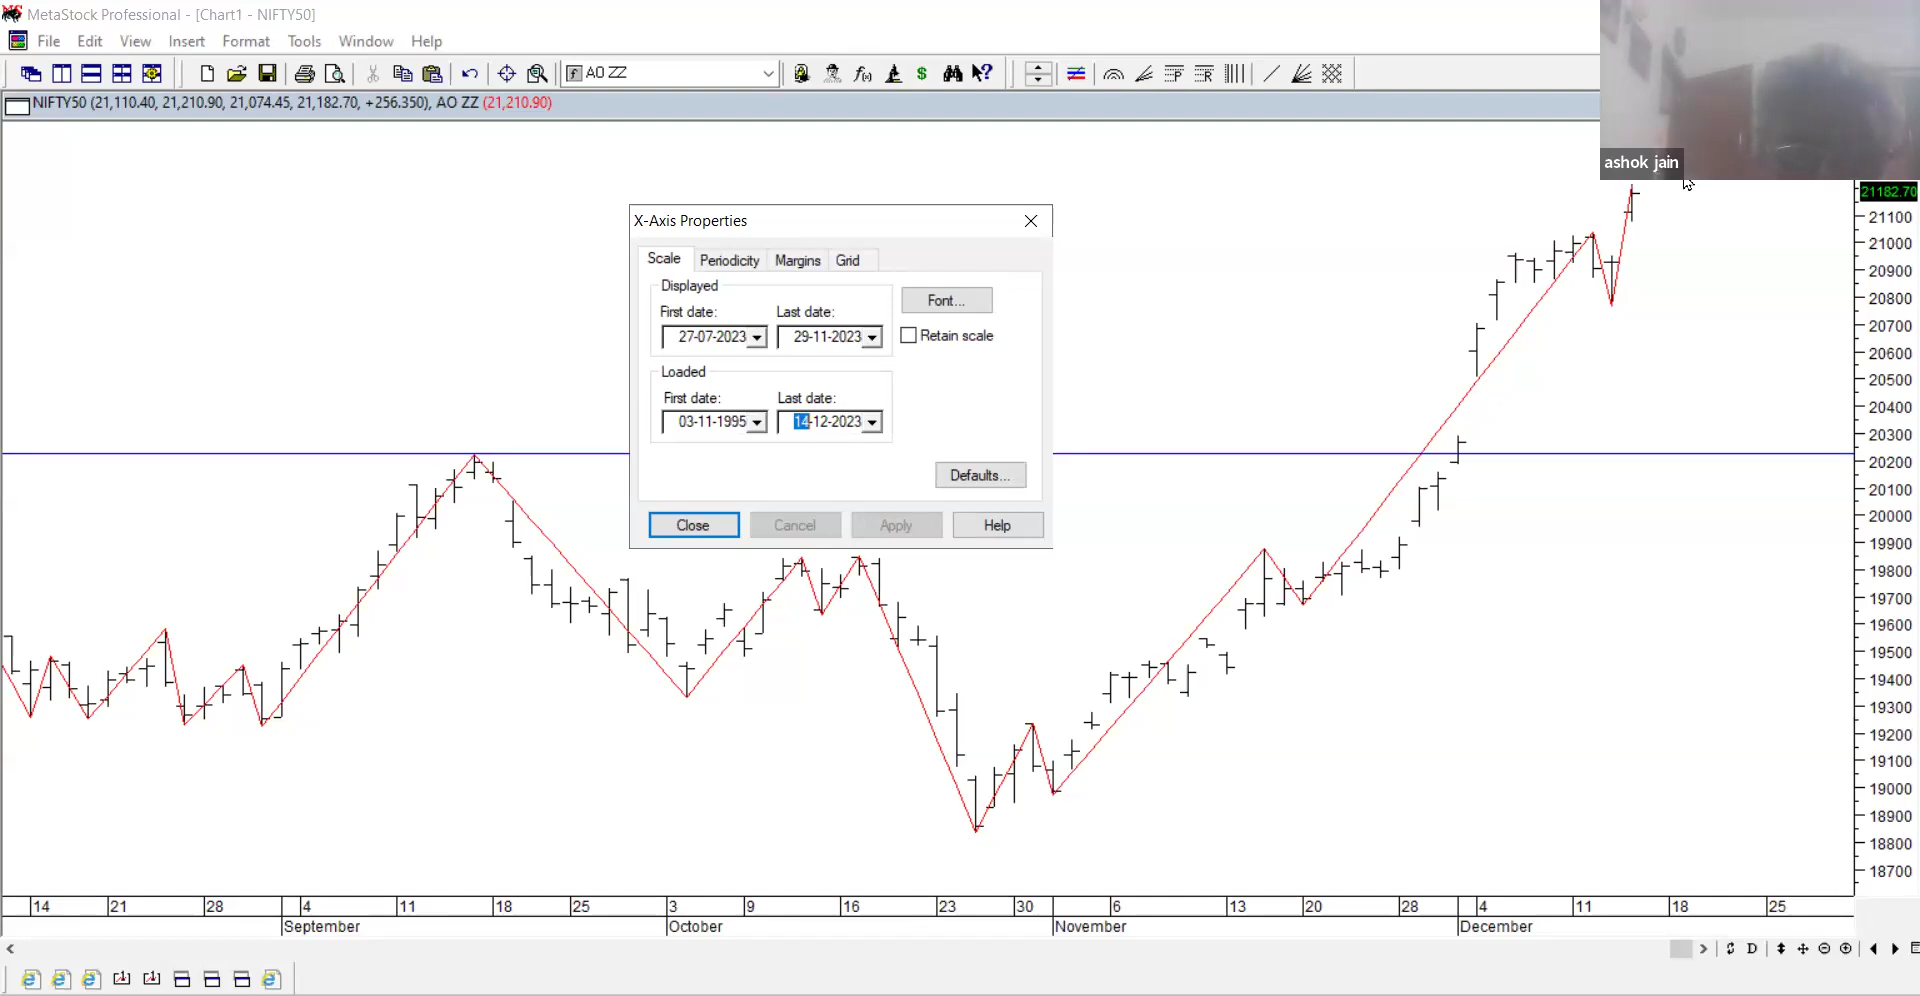 MetaStock Professional - [Chart1 - NIFTY50]
File Edit View Insert Format Tools Window Help
AO ZZ
NIFTY50 (21,110.40, 21,210.90, 21,074.45, 21,182.70, +256.350), AO ZZ (21,210.90)
ashok jain
X-Axis Properties
Scale Periodicity Margins Grid
Displayed
First date: Last date:
27-07-2023 29-11-2023
Font...
Retain scale
Loaded
First date: Last date:
03-11-1995 14-12-2023
Defaults...
Close Cancel Apply Help
21182.70
21100
21000
20900
20800
20700
20600
20500
20400
20300
20200
20100
20000
19900
19800
19700
19600
19500
19400
19300
19200
19100
19000
18900
18800
18700
14 21 28 4 11 18 25 3 9 16 23 30 6 13 20 28 4 11 18 25
September October November December
D